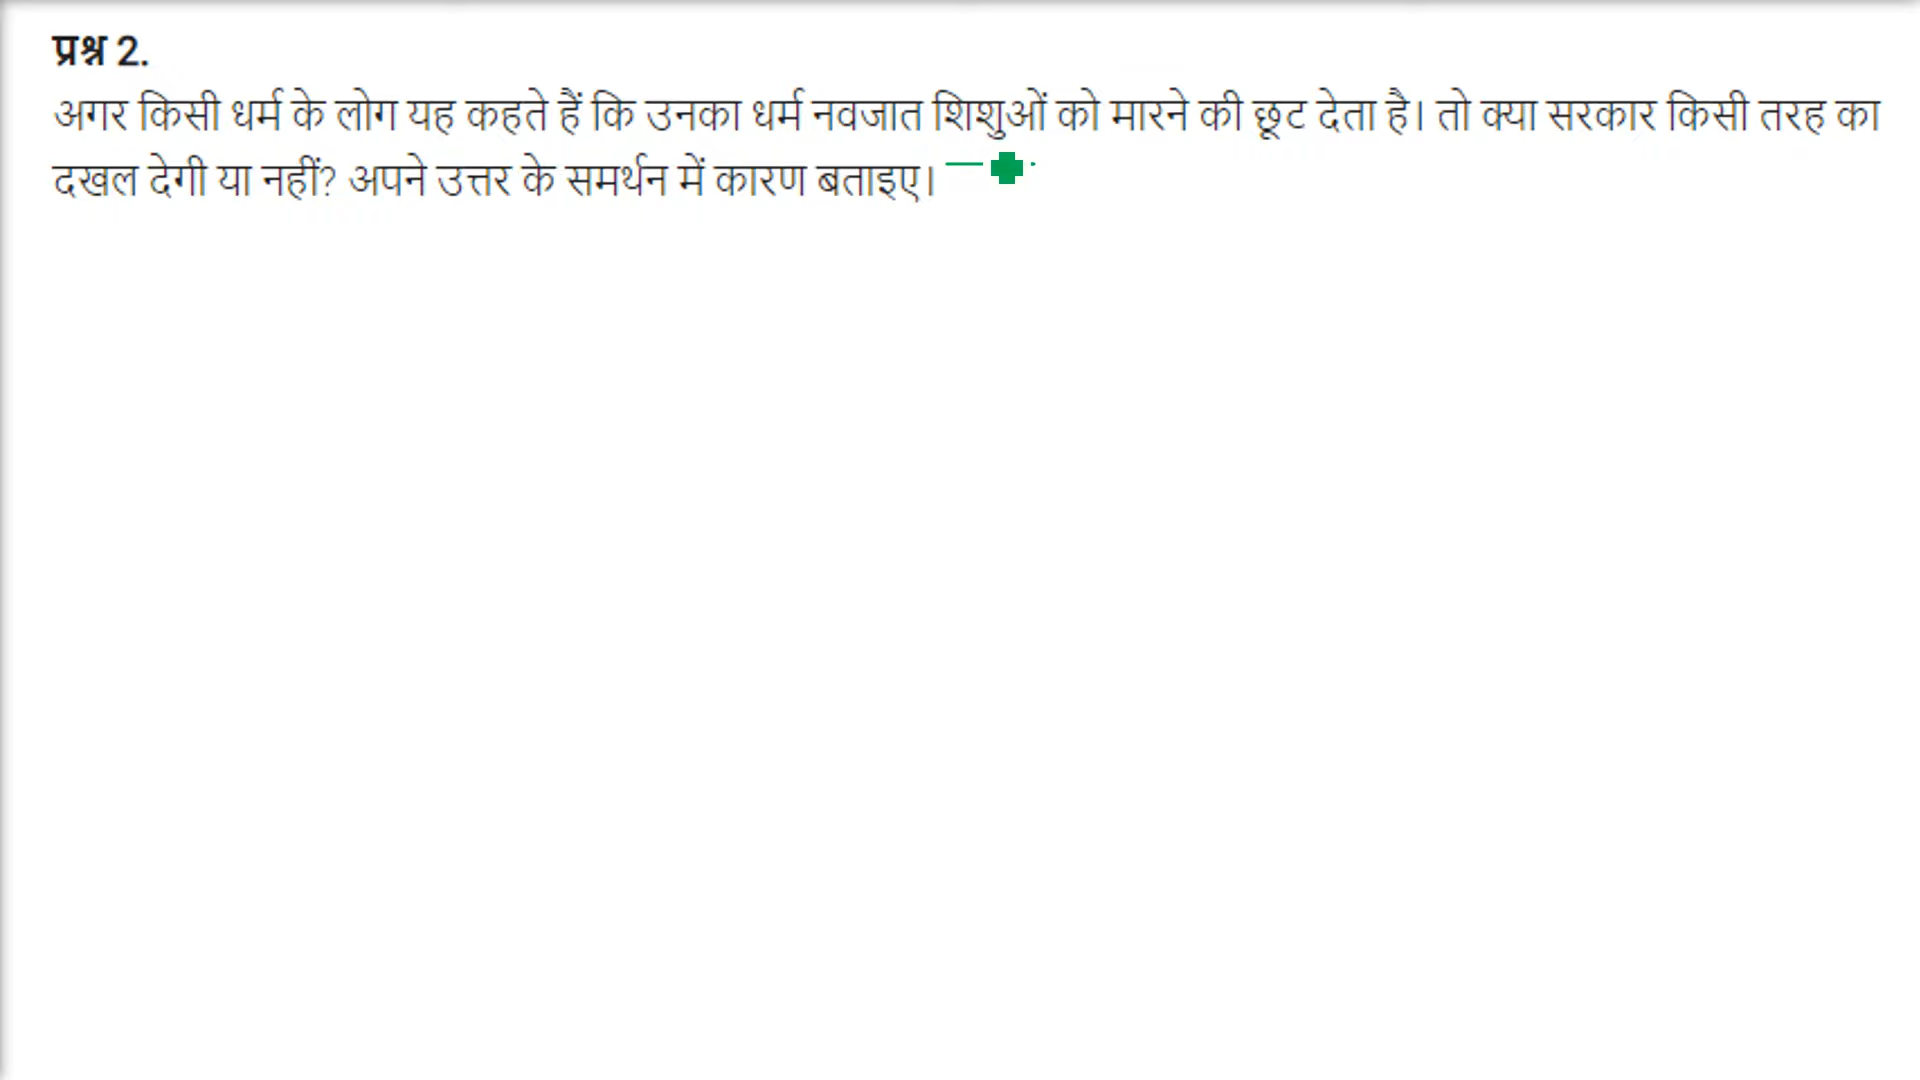 प्रश्न 2.
अगर किसी धर्म के लोग यह कहते हैं कि उनका धर्म नवजात शिशुओं को मारने की छूट देता है। तो क्या सरकार किसी तरह का
दखल देगी या नहीं? अपने उत्तर के समर्थन में कारण बताइए।